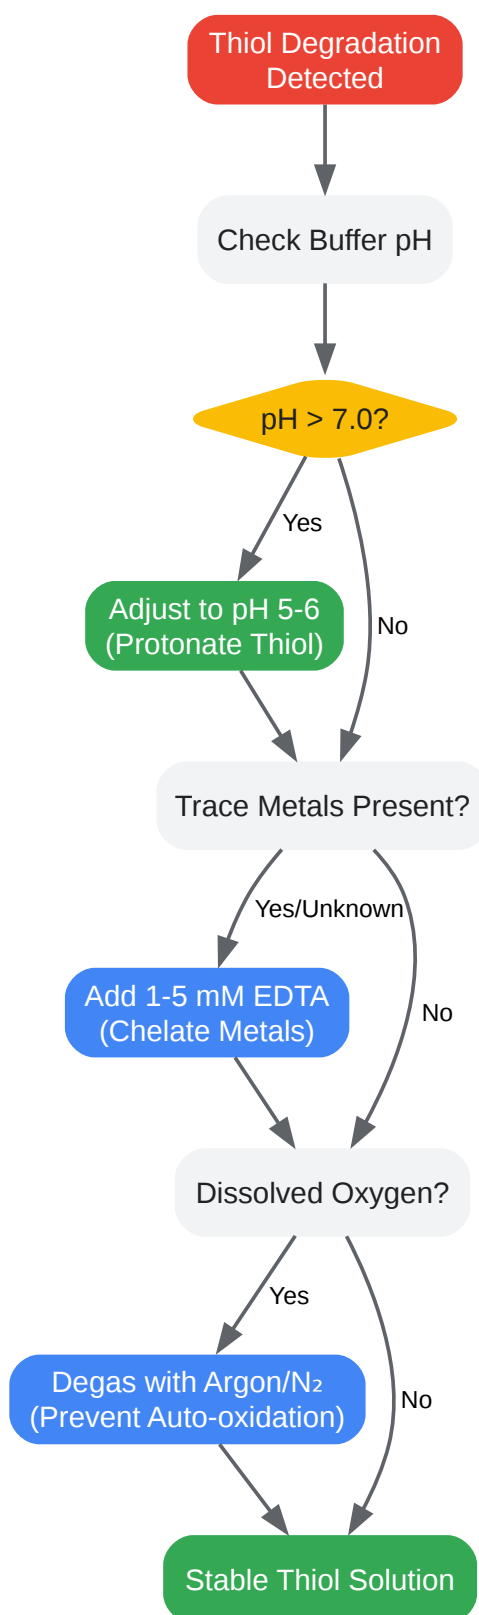 Thiol Degradation
Detected
Check Buffer pH
pH > 7.0?
Yes
Adjust to pH 5-6
(Protonate Thiol)
No
Trace Metals Present?
Yes/Unknown
Add 1-5 mM EDTA
(Chelate Metals)
No
Dissolved Oxygen?
Yes
Degas with Argon/N₂
(Prevent Auto-oxidation)
No
Stable Thiol Solution